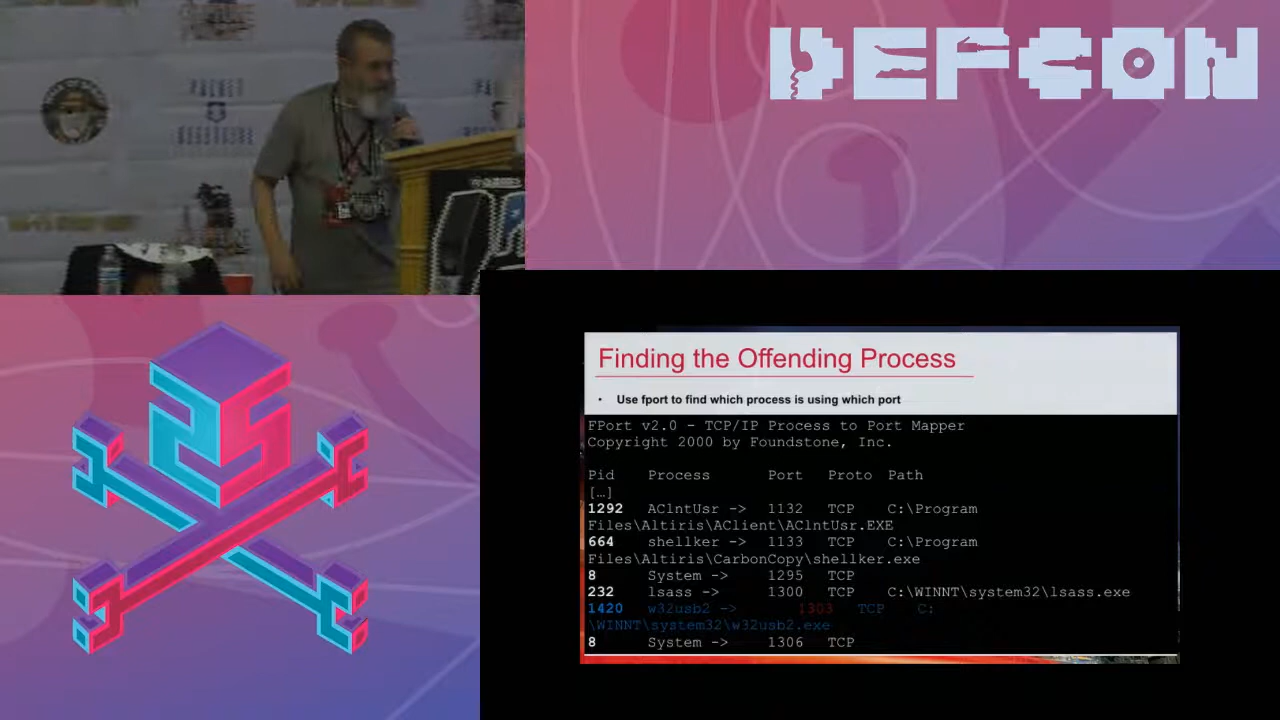 DEFCON
PACKET
HACKING
Finding the Offending Process
• Use fport to find which process is using which port
FPort v2.0 - TCP/IP Process to Port Mapper
Copyright 2000 by Foundstone, Inc.
Pid Process Port Proto Path
[…]
1292 AClntUsr -> 1132 TCP C:\Program
Files\Altiris\AClient\AClntUsr.EXE
664 shellker -> 1133 TCP C:\Program
Files\Altiris\CarbonCopy\shellker.exe
8 System -> 1295 TCP
232 lsass -> 1300 TCP C:\WINNT\system32\lsass.exe
1420 w32usb2 -> 1303 TCP C:
\WINNT\system32\w32usb2.exe
8 System -> 1306 TCP